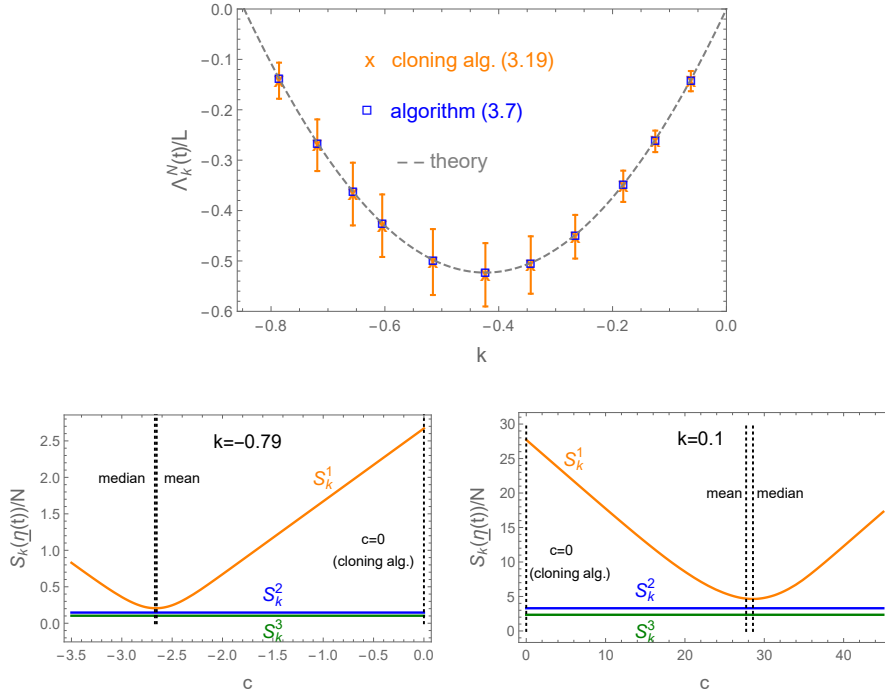 0.0
−0.1
−0.2
−0.3
−0.4
−0.5
−0.6
Λ_k^N(t)/L
× cloning alg. (3.19)
algorithm (3.7)
theory
−0.8 −0.6 −0.4 −0.2 0.0
k
2.5
2.0
1.5
1.0
0.5
0.0
S_k(η(t))/N
k=−0.79
median
mean
S_k^1
c=0
(cloning alg.)
S_k^2
S_k^3
−3.5 −3.0 −2.5 −2.0 −1.5 −1.0 −0.5 0.0
c
30
25
20
15
10
5
0
S_k(η(t))/N
k=0.1
S_k^1
mean
median
c=0
(cloning alg.)
S_k^2
S_k^3
0 10 20 30 40
c